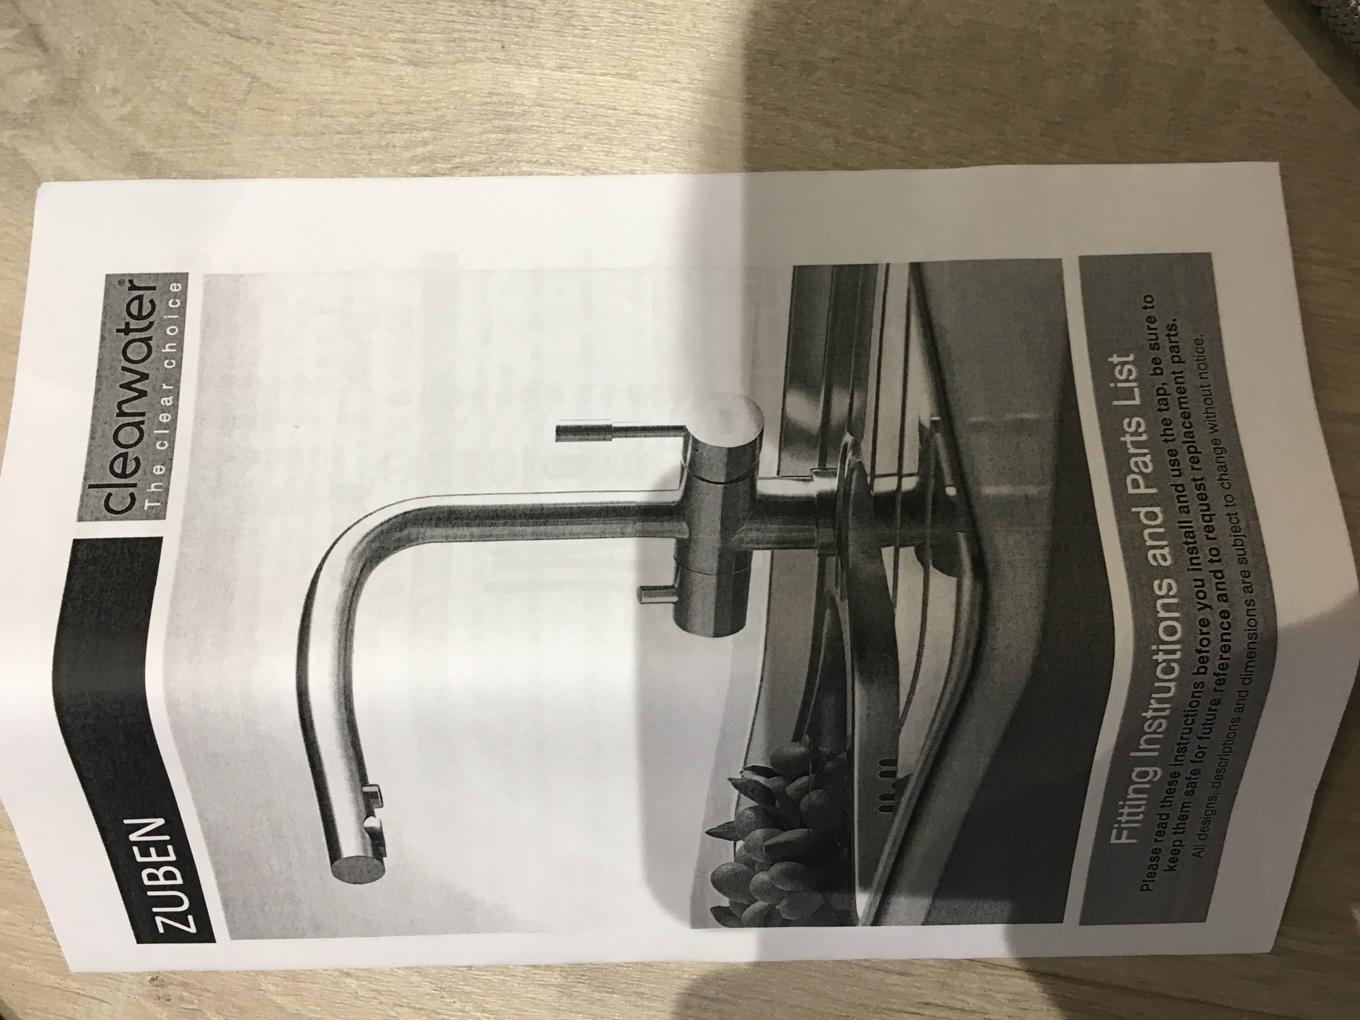 ZUBEN
clearwater®
The clear choice
Fitting Instructions and Parts List
Please read these instructions before you install and use the tap, be sure to
keep them safe for future reference and to request replacement parts.
All designs, descriptions and dimensions are subject to change without notice.